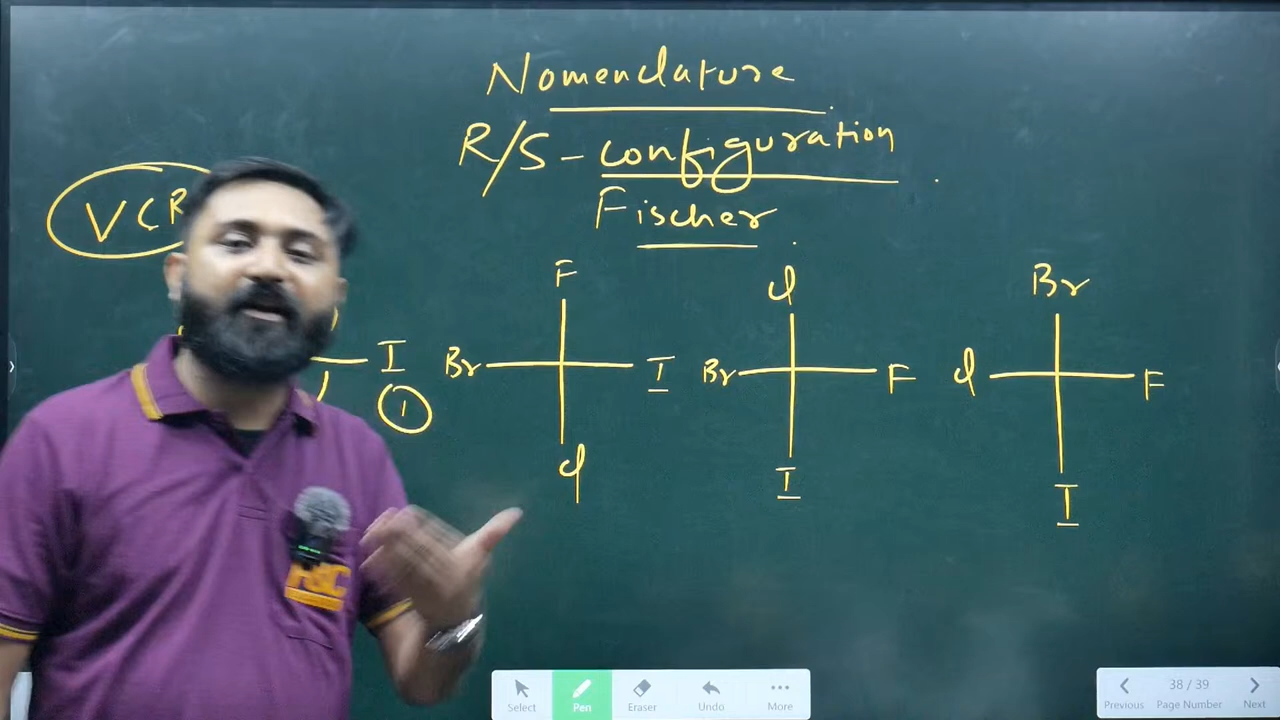 Nomenclature
R/S - configuration
Fischer
VCR
I
1
F
Br
I
Cl
Cl
Br
F
I
Br
Cl
F
I
Select
Pen
Eraser
Undo
More
38 / 39
Previous
Page Number
Next